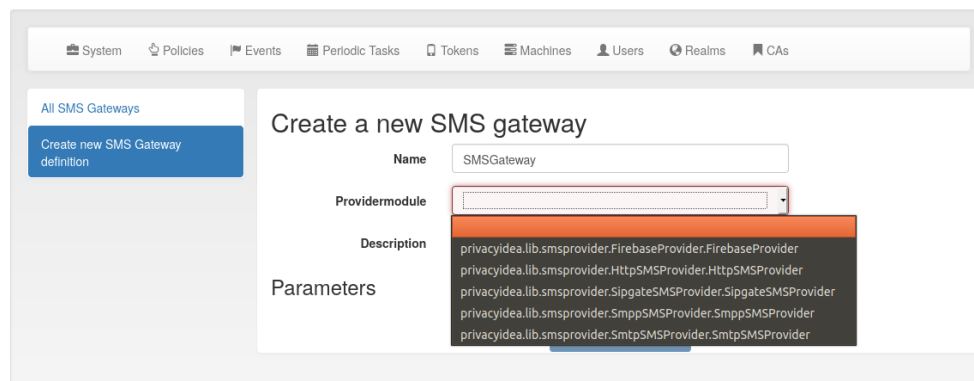 System Policies Events Periodic Tasks Tokens Machines Users Realms CAs
All SMS Gateways
Create new SMS Gateway
definition
Create a new SMS gateway
Name SMSGateway
Providermodule
privacyidea.lib.smsprovider.FirebaseProvider.FirebaseProvider
Description
privacyidea.lib.smsprovider.HttpSMSProvider.HttpSMSProvider
Parameters
privacyidea.lib.smsprovider.SipgateSMSProvider.SipgateSMSProvider
privacyidea.lib.smsprovider.SmppSMSProvider.SmppSMSProvider
privacyidea.lib.smsprovider.SmtpSMSProvider.SmtpSMSProvider